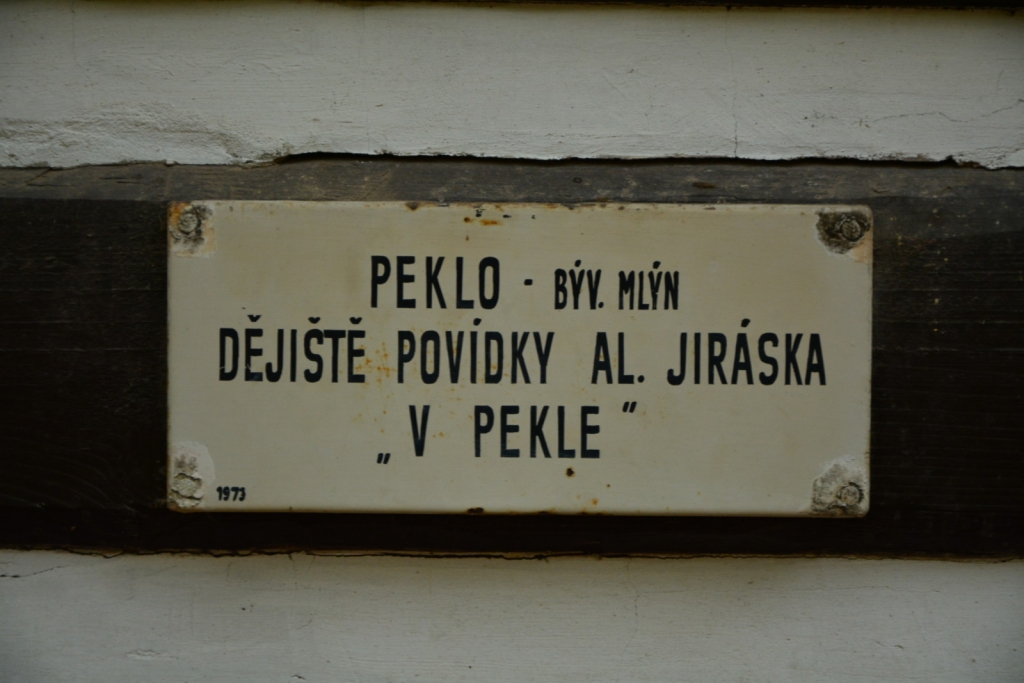 PEKLO - BÝV. MLÝN
DĚJIŠTĚ POVÍDKY AL. JIRÁSKA
„V PEKLE"
1973